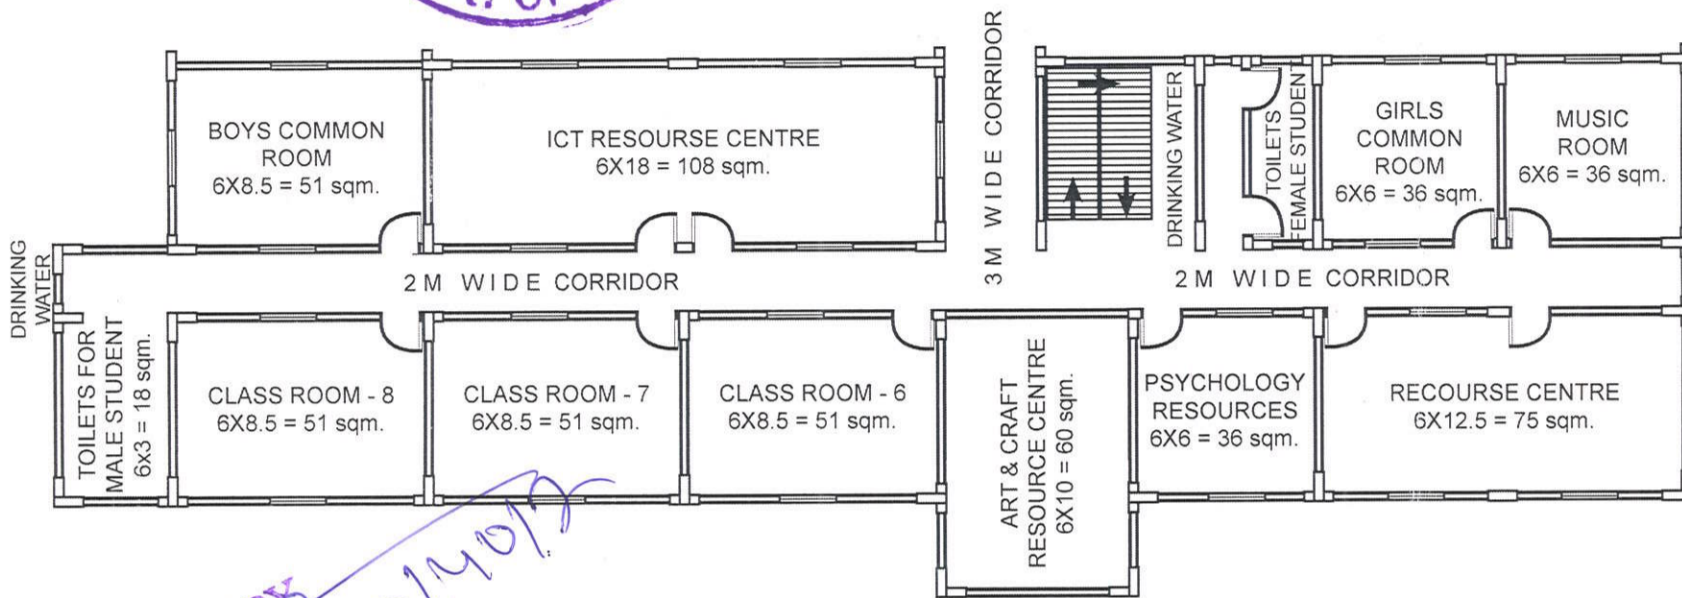 BOYS COMMON
ROOM
6X8.5 = 51 sqm.
ICT RESOURSE CENTRE
6X18 = 108 sqm.
3 M WIDE CORRIDOR
DRINKING WATER
TOILETS
FEMALE STUDENT
GIRLS
COMMON
ROOM
6X6 = 36 sqm.
MUSIC
ROOM
6X6 = 36 sqm.
DRINKING
WATER
2 M WIDE CORRIDOR
2 M WIDE CORRIDOR
TOILETS FOR
MALE STUDENT
6x3 = 18 sqm.
CLASS ROOM - 8
6X8.5 = 51 sqm.
CLASS ROOM - 7
6X8.5 = 51 sqm.
CLASS ROOM - 6
6X8.5 = 51 sqm.
ART & CRAFT
RESOURCE CENTRE
6X10 = 60 sqm.
PSYCHOLOGY
RESOURCES
6X6 = 36 sqm.
RECOURSE CENTRE
6X12.5 = 75 sqm.